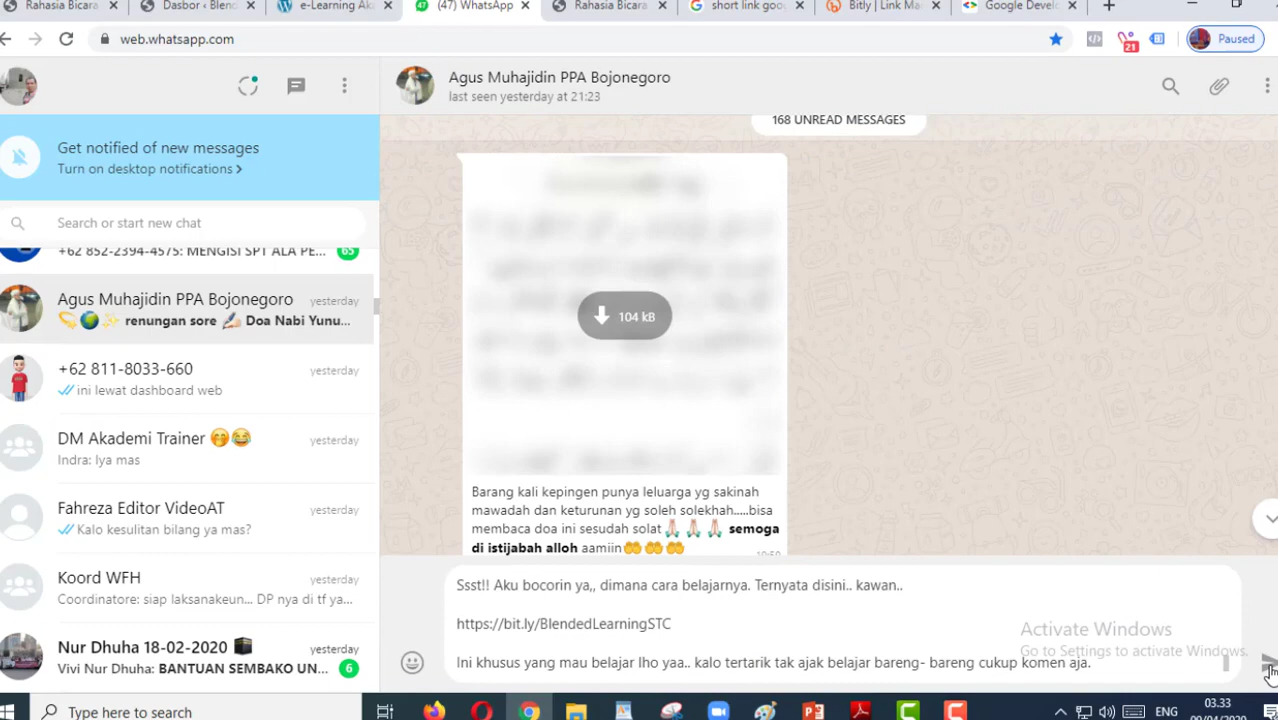 Rahasia Bicara
Dasbor ‹ Blen
e-Learning Aka
(47) WhatsApp
Rahasia Bicara
short link goo
Bitly | Link Ma
Google Devel
web.whatsapp.com
21
Paused
Agus Muhajidin PPA Bojonegoro
last seen yesterday at 21:23
Get notified of new messages
Turn on desktop notifications >
Search or start new chat
+62 852-2394-4575: MENGISI SPT ALA PE... 65
Agus Muhajidin PPA Bojonegoro yesterday
💫🌍✨ renungan sore ✍🏻 Doa Nabi Yunu...
+62 811-8033-660 yesterday
ini lewat dashboard web
DM Akademi Trainer 🤭😂 yesterday
Indra: Iya mas
Fahreza Editor VideoAT yesterday
Kalo kesulitan bilang ya mas?
Koord WFH yesterday
Coordinatore: siap laksanakeun... DP nya di tf ya...
Nur Dhuha 18-02-2020 🕋 yesterday
Vivi Nur Dhuha: BANTUAN SEMBAKO UN... 6
168 UNREAD MESSAGES
104 kB
Barang kali kepingen punya leluarga yg sakinah
mawadah dan keturunan yg soleh solekhah.....bisa
membaca doa ini sesudah solat 🙏🏻 🙏🏻 🙏🏻 semoga
di istijabah alloh aamiin🤲🤲🤲
Ssst!! Aku bocorin ya,, dimana cara belajarnya. Ternyata disini.. kawan..
https://bit.ly/BlendedLearningSTC
Ini khusus yang mau belajar lho yaa.. kalo tertarik tak ajak belajar bareng- bareng cukup komen aja.
Activate Windows
Go to Settings to activate Windows.
Type here to search
ENG
03.33
09/04/2020